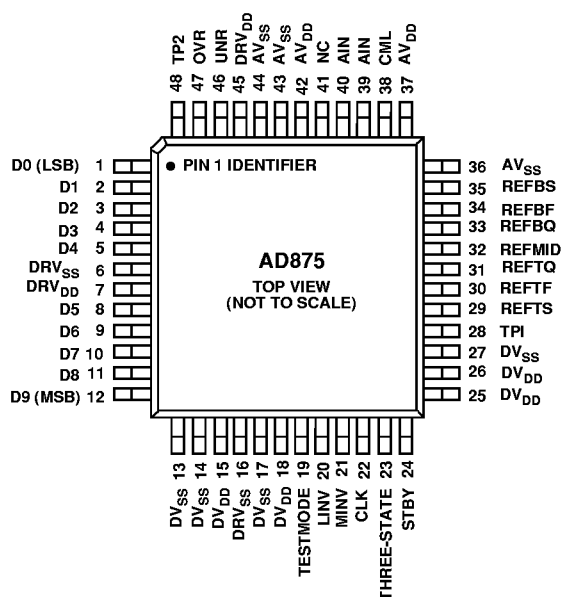 48 TP2
47 OVR
46 UNR
45 DRVDD
44 AVSS
43 AVSS
42 AVDD
41 NC
40 AIN
39 AIN
38 CML
37 AVDD
D0 (LSB) 1
D1 2
D2 3
D3 4
D4 5
DRVSS 6
DRVDD 7
D5 8
D6 9
D7 10
D8 11
D9 (MSB) 12
PIN 1 IDENTIFIER
AD875
TOP VIEW
(NOT TO SCALE)
36 AVSS
35 REFBS
34 REFBF
33 REFBQ
32 REFMID
31 REFTQ
30 REFTF
29 REFTS
28 TPI
27 DVSS
26 DVDD
25 DVDD
DVSS 13
DVSS 14
DVDD 15
DRVSS 16
DVSS 17
DVDD 18
TESTMODE 19
LINV 20
MINV 21
CLK 22
THREE-STATE 23
STBY 24